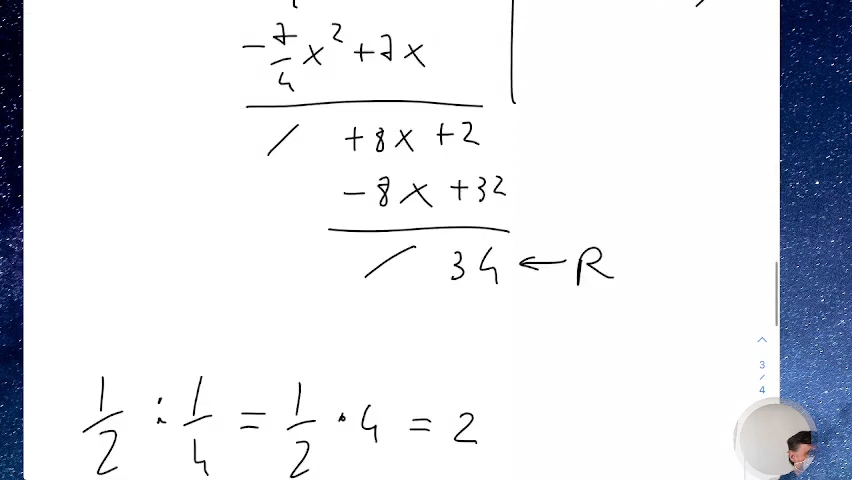 -7/4 x² +7x
/ +8x +2
-8x +32
/ 34 ← R
1/2 : 1/4 = 1/2 · 4 = 2
3 / 4